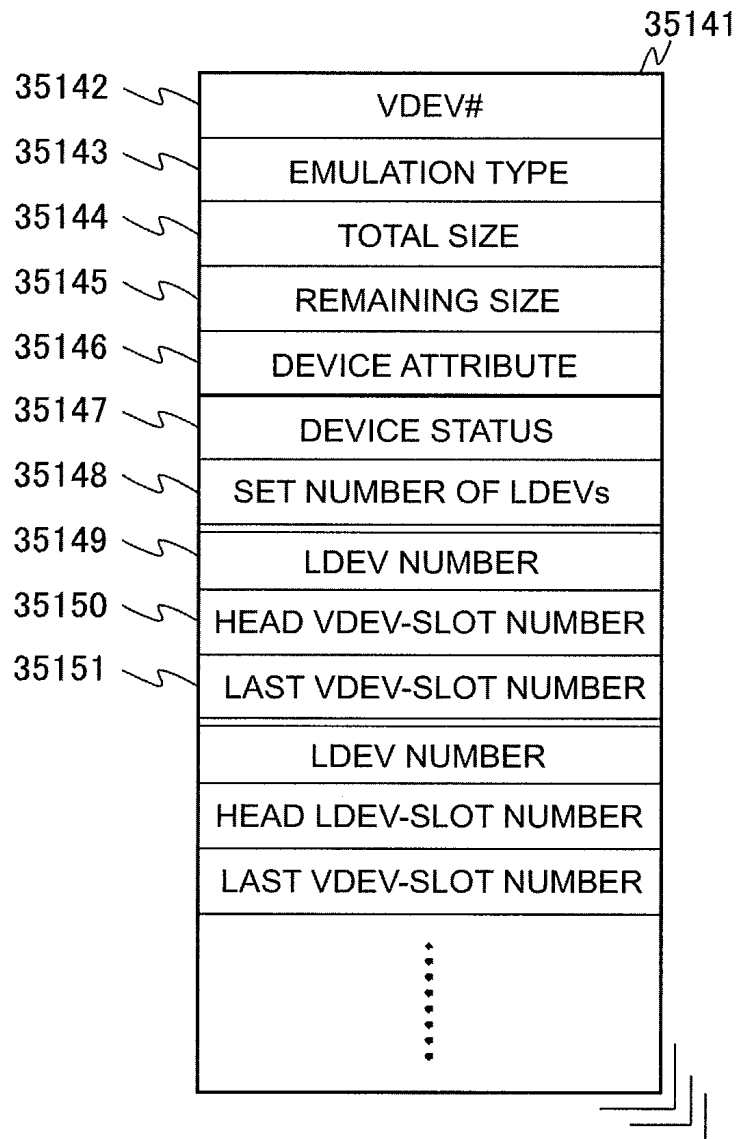 35141
35142 VDEV#
35143 EMULATION TYPE
35144 TOTAL SIZE
35145 REMAINING SIZE
35146 DEVICE ATTRIBUTE
35147 DEVICE STATUS
35148 SET NUMBER OF LDEVs
35149 LDEV NUMBER
35150 HEAD VDEV-SLOT NUMBER
35151 LAST VDEV-SLOT NUMBER
LDEV NUMBER
HEAD LDEV-SLOT NUMBER
LAST VDEV-SLOT NUMBER